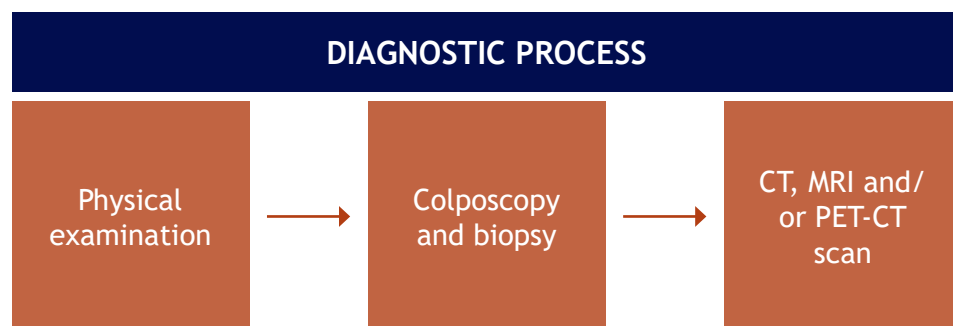 DIAGNOSTIC PROCESS
Physical
examination
Colposcopy
and biopsy
CT, MRI and/
or PET-CT
scan